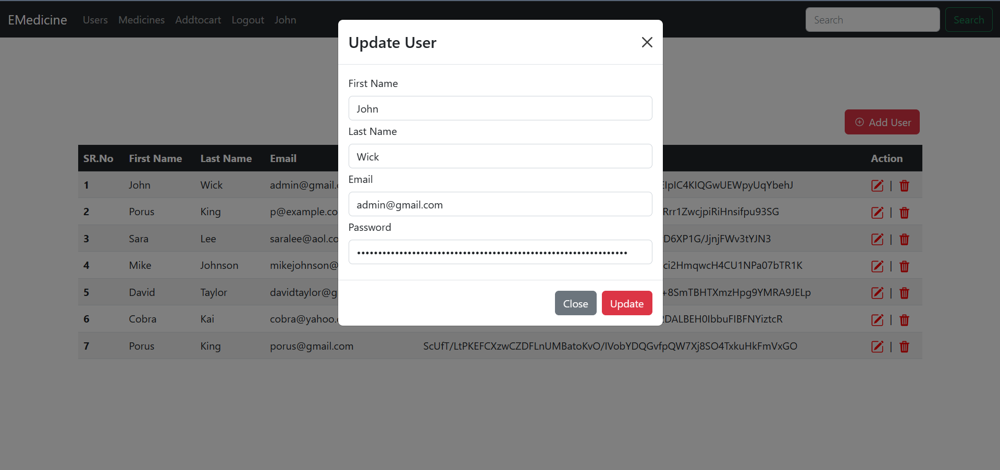 EMedicine Users Medicines Addtocart Logout John Search Search
Update User
First Name
John
Last Name
Wick
Email
admin@gmail.com
Password
Close Update
Add User
SR.No First Name Last Name Email Action
1 John Wick admin@gmail. EIpIC4KIQGwUEWpyUqYbehJ |
2 Porus King p@example.co Rrr1ZwcjpiRiHnsifpu93SG |
3 Sara Lee saralee@aol.co D6XP1G/JjnjFWv3tYJN3 |
4 Mike Johnson mikejohnson@ ci2HmqwcH4CU1NPa07bTR1K |
5 David Taylor davidtaylor@g +8SmTBHTXmzHpg9YMRA9JELp |
6 Cobra Kai cobra@yahoo. DALBEH0IbbuFIBFNYiztcR |
7 Porus King porus@gmail.com ScUfT/LtPKEFCXzwCZDFLnUMBatoKvO/IVobYDQGvfpQW7Xj8SO4TxkuHkFmVxGO |